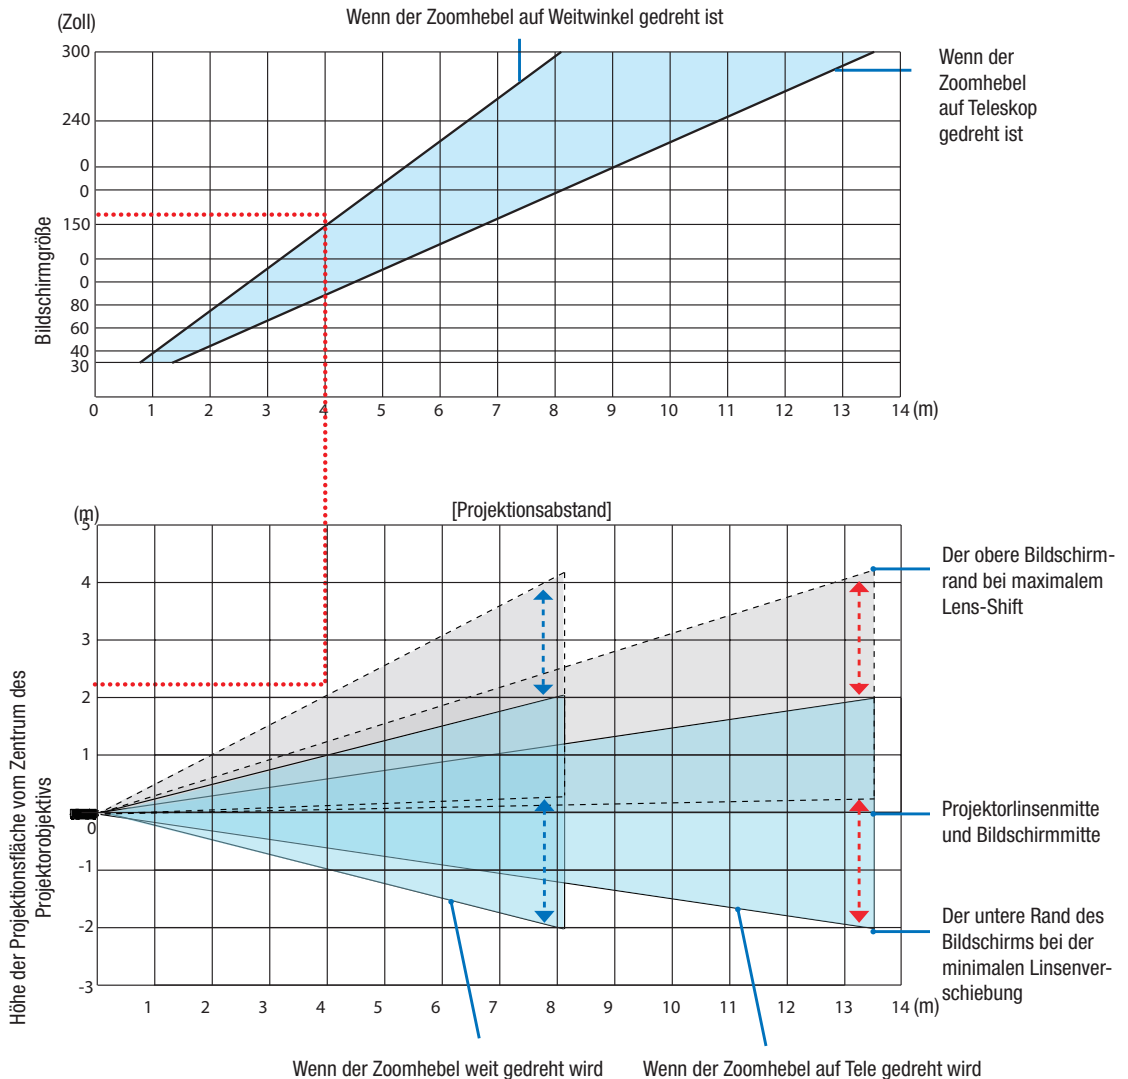 Wenn der Zoomhebel auf Weitwinkel gedreht ist
(Zoll)
300
240
0
0
150
0
0
80
60
40
30
Bildschirmgröße
Wenn der
Zoomhebel
auf Teleskop
gedreht ist
0 1 2 3 4 5 6 7 8 9 10 11 12 13 14 (m)
[Projektionsabstand]
(m)
5
4
3
2
1
0
-1
-2
-3
Höhe der Projektionsfläche vom Zentrum des
Projektorobjektivs
Der obere Bildschirm-
rand bei maximalem
Lens-Shift
Projektorlinsenmitte
und Bildschirmmitte
Der untere Rand des
Bildschirms bei der
minimalen Linsenver-
schiebung
1 2 3 4 5 6 7 8 9 10 11 12 13 14 (m)
Wenn der Zoomhebel weit gedreht wird
Wenn der Zoomhebel auf Tele gedreht wird